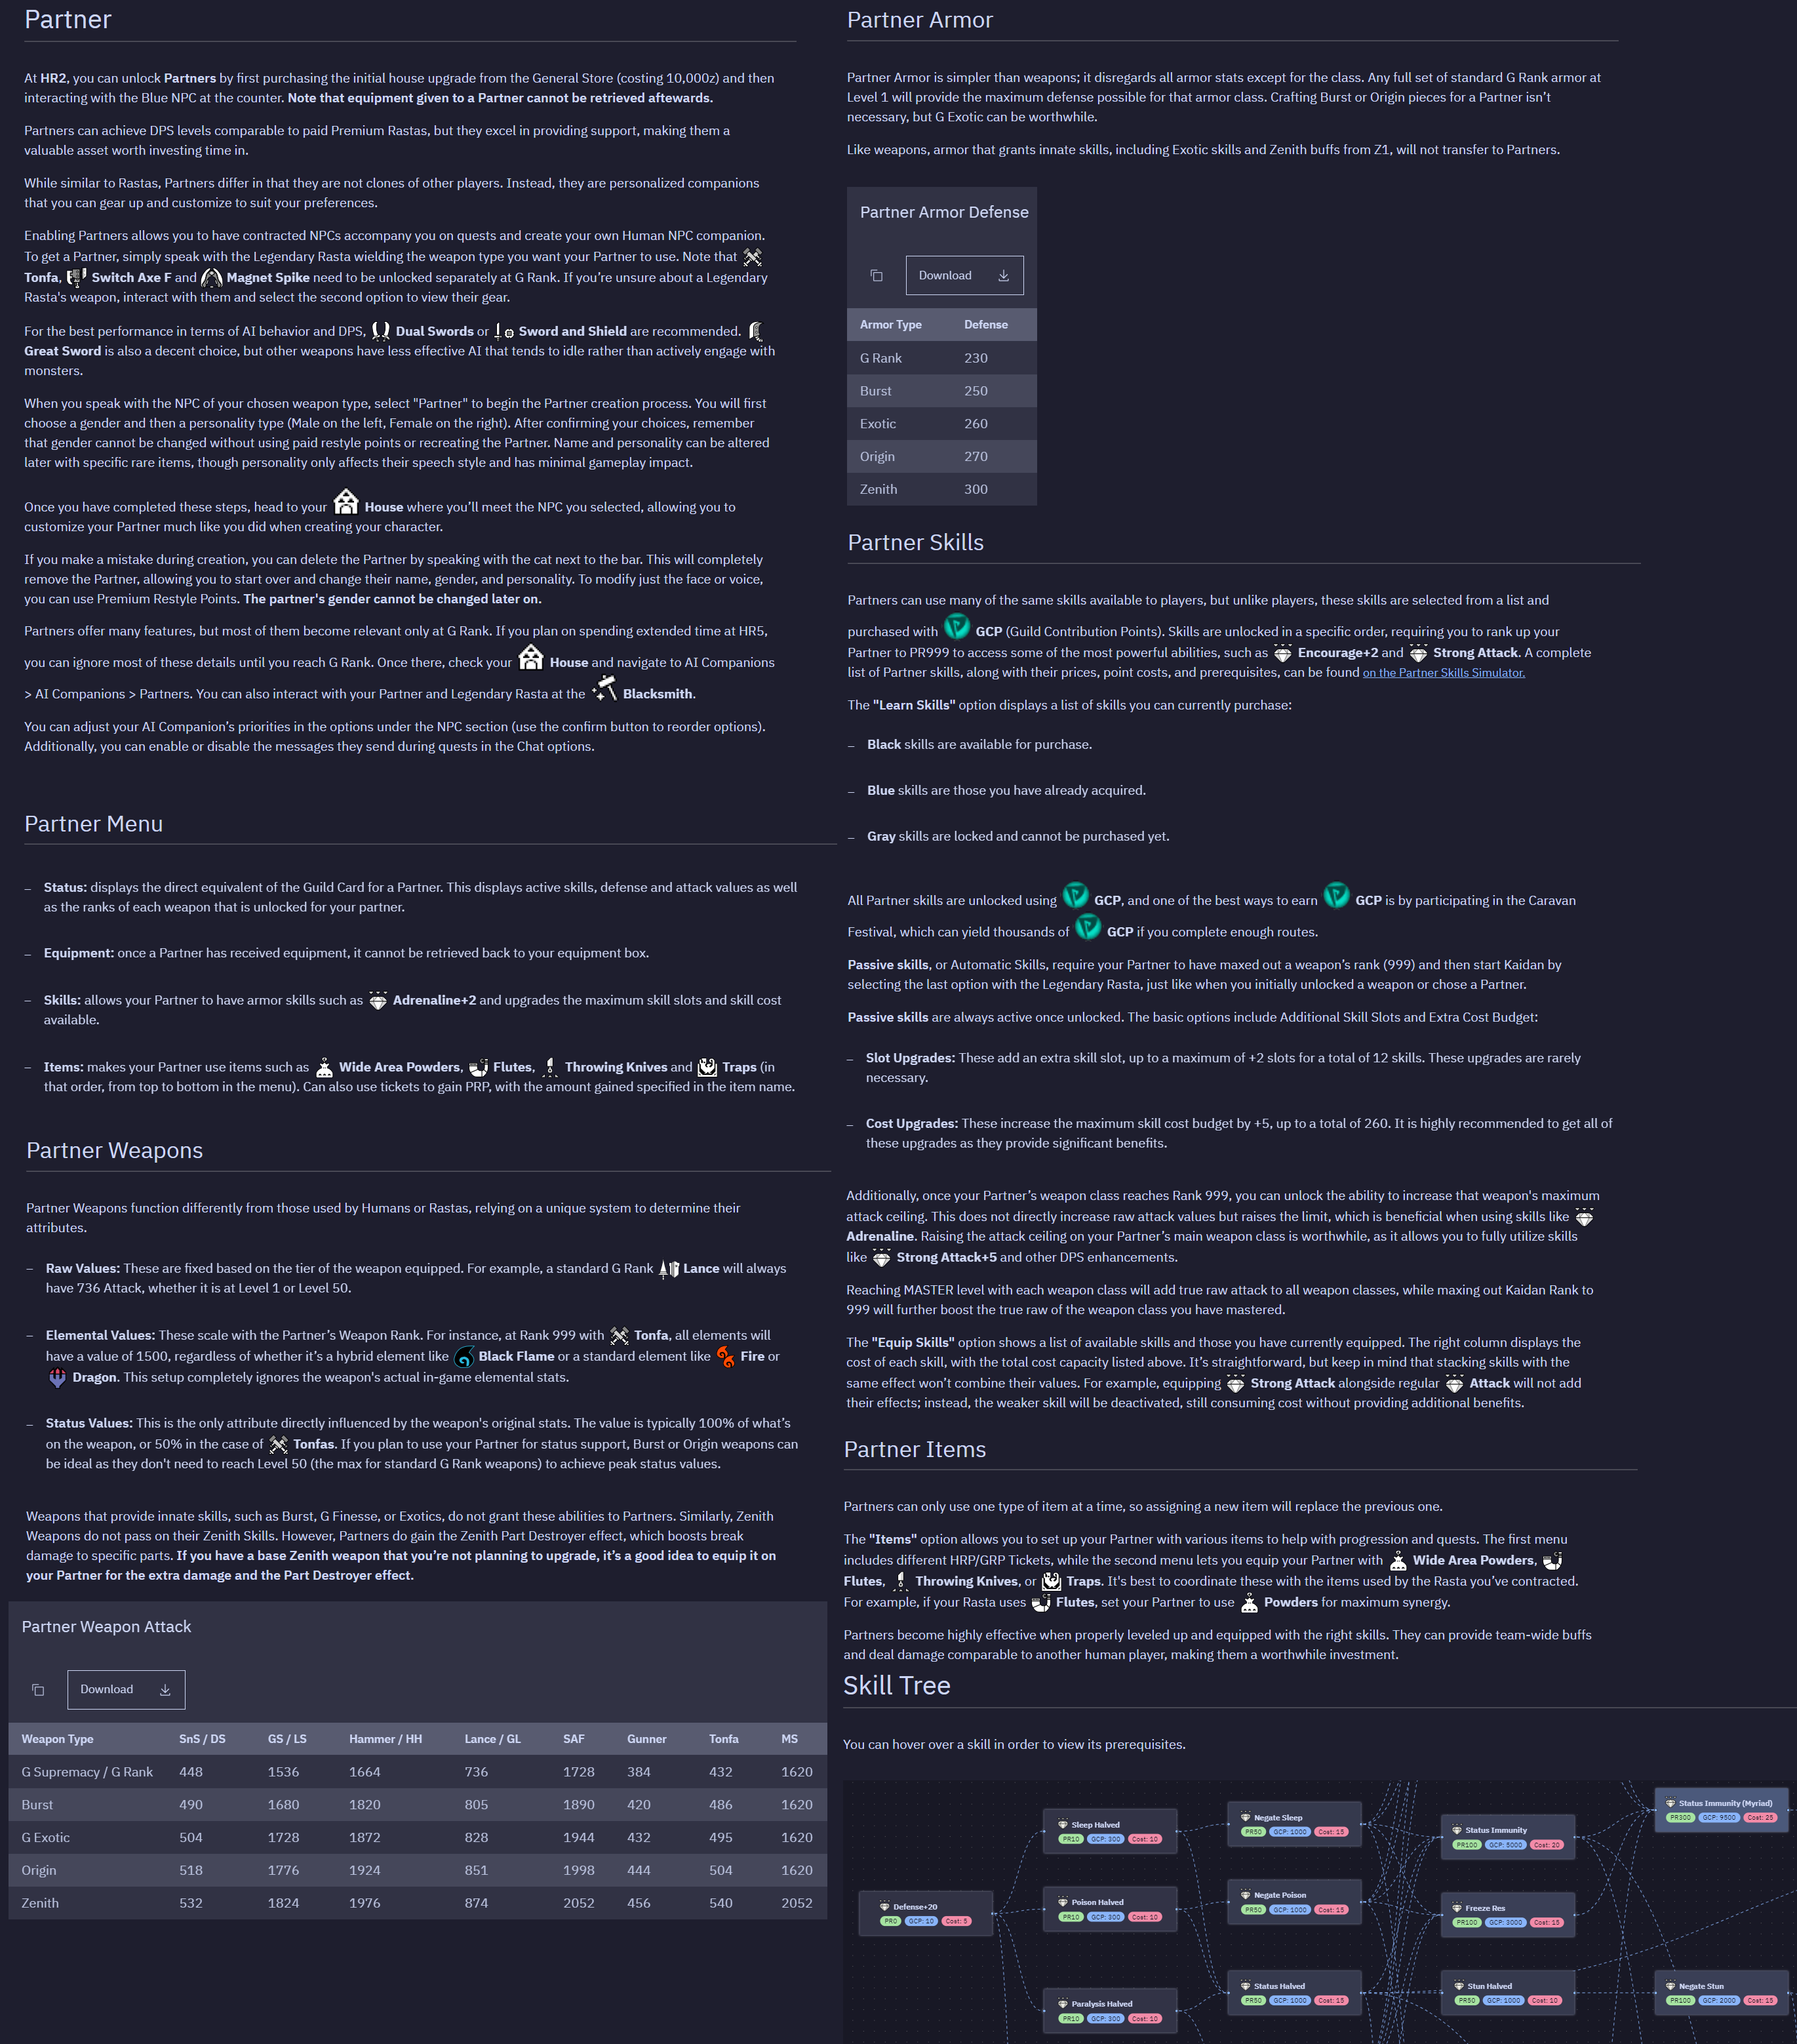 Partner
At HR2, you can unlock Partners by first purchasing the initial house upgrade from the General Store (costing 10,000z) and then
interacting with the Blue NPC at the counter. Note that equipment given to a Partner cannot be retrieved aftewards.
Partners can achieve DPS levels comparable to paid Premium Rastas, but they excel in providing support, making them a
valuable asset worth investing time in.
While similar to Rastas, Partners differ in that they are not clones of other players. Instead, they are personalized companions
that you can gear up and customize to suit your preferences.
Enabling Partners allows you to have contracted NPCs accompany you on quests and create your own Human NPC companion.
To get a Partner, simply speak with the Legendary Rasta wielding the weapon type you want your Partner to use. Note that
Tonfa, Switch Axe F and Magnet Spike need to be unlocked separately at G Rank. If you’re unsure about a Legendary
Rasta's weapon, interact with them and select the second option to view their gear.
For the best performance in terms of AI behavior and DPS, Dual Swords or Sword and Shield are recommended.
Great Sword is also a decent choice, but other weapons have less effective AI that tends to idle rather than actively engage with
monsters.
When you speak with the NPC of your chosen weapon type, select "Partner" to begin the Partner creation process. You will first
choose a gender and then a personality type (Male on the left, Female on the right). After confirming your choices, remember
that gender cannot be changed without using paid restyle points or recreating the Partner. Name and personality can be altered
later with specific rare items, though personality only affects their speech style and has minimal gameplay impact.
Once you have completed these steps, head to your House where you’ll meet the NPC you selected, allowing you to
customize your Partner much like you did when creating your character.
If you make a mistake during creation, you can delete the Partner by speaking with the cat next to the bar. This will completely
remove the Partner, allowing you to start over and change their name, gender, and personality. To modify just the face or voice,
you can use Premium Restyle Points. The partner's gender cannot be changed later on.
Partners offer many features, but most of them become relevant only at G Rank. If you plan on spending extended time at HR5,
you can ignore most of these details until you reach G Rank. Once there, check your House and navigate to AI Companions
> AI Companions > Partners. You can also interact with your Partner and Legendary Rasta at the Blacksmith.
You can adjust your AI Companion’s priorities in the options under the NPC section (use the confirm button to reorder options).
Additionally, you can enable or disable the messages they send during quests in the Chat options.
Partner Menu
– Status: displays the direct equivalent of the Guild Card for a Partner. This displays active skills, defense and attack values as well
as the ranks of each weapon that is unlocked for your partner.
– Equipment: once a Partner has received equipment, it cannot be retrieved back to your equipment box.
– Skills: allows your Partner to have armor skills such as Adrenaline+2 and upgrades the maximum skill slots and skill cost
available.
– Items: makes your Partner use items such as Wide Area Powders, Flutes, Throwing Knives and Traps (in
that order, from top to bottom in the menu). Can also use tickets to gain PRP, with the amount gained specified in the item name.
Partner Weapons
Partner Weapons function differently from those used by Humans or Rastas, relying on a unique system to determine their
attributes.
– Raw Values: These are fixed based on the tier of the weapon equipped. For example, a standard G Rank Lance will always
have 736 Attack, whether it is at Level 1 or Level 50.
– Elemental Values: These scale with the Partner’s Weapon Rank. For instance, at Rank 999 with Tonfa, all elements will
have a value of 1500, regardless of whether it’s a hybrid element like Black Flame or a standard element like Fire or
Dragon. This setup completely ignores the weapon's actual in-game elemental stats.
– Status Values: This is the only attribute directly influenced by the weapon's original stats. The value is typically 100% of what’s
on the weapon, or 50% in the case of Tonfas. If you plan to use your Partner for status support, Burst or Origin weapons can
be ideal as they don't need to reach Level 50 (the max for standard G Rank weapons) to achieve peak status values.
Weapons that provide innate skills, such as Burst, G Finesse, or Exotics, do not grant these abilities to Partners. Similarly, Zenith
Weapons do not pass on their Zenith Skills. However, Partners do gain the Zenith Part Destroyer effect, which boosts break
damage to specific parts. If you have a base Zenith weapon that you’re not planning to upgrade, it’s a good idea to equip it on
your Partner for the extra damage and the Part Destroyer effect.
Partner Weapon Attack
Download
Weapon Type SnS / DS GS / LS Hammer / HH Lance / GL SAF Gunner Tonfa MS
G Supremacy / G Rank 448 1536 1664 736 1728 384 432 1620
Burst 490 1680 1820 805 1890 420 486 1620
G Exotic 504 1728 1872 828 1944 432 495 1620
Origin 518 1776 1924 851 1998 444 504 1620
Zenith 532 1824 1976 874 2052 456 540 2052
Partner Armor
Partner Armor is simpler than weapons; it disregards all armor stats except for the class. Any full set of standard G Rank armor at
Level 1 will provide the maximum defense possible for that armor class. Crafting Burst or Origin pieces for a Partner isn’t
necessary, but G Exotic can be worthwhile.
Like weapons, armor that grants innate skills, including Exotic skills and Zenith buffs from Z1, will not transfer to Partners.
Partner Armor Defense
Download
Armor Type Defense
G Rank 230
Burst 250
Exotic 260
Origin 270
Zenith 300
Partner Skills
Partners can use many of the same skills available to players, but unlike players, these skills are selected from a list and
purchased with GCP (Guild Contribution Points). Skills are unlocked in a specific order, requiring you to rank up your
Partner to PR999 to access some of the most powerful abilities, such as Encourage+2 and Strong Attack. A complete
list of Partner skills, along with their prices, point costs, and prerequisites, can be found on the Partner Skills Simulator.
The "Learn Skills" option displays a list of skills you can currently purchase:
– Black skills are available for purchase.
– Blue skills are those you have already acquired.
– Gray skills are locked and cannot be purchased yet.
All Partner skills are unlocked using GCP, and one of the best ways to earn GCP is by participating in the Caravan
Festival, which can yield thousands of GCP if you complete enough routes.
Passive skills, or Automatic Skills, require your Partner to have maxed out a weapon’s rank (999) and then start Kaidan by
selecting the last option with the Legendary Rasta, just like when you initially unlocked a weapon or chose a Partner.
Passive skills are always active once unlocked. The basic options include Additional Skill Slots and Extra Cost Budget:
– Slot Upgrades: These add an extra skill slot, up to a maximum of +2 slots for a total of 12 skills. These upgrades are rarely
necessary.
– Cost Upgrades: These increase the maximum skill cost budget by +5, up to a total of 260. It is highly recommended to get all of
these upgrades as they provide significant benefits.
Additionally, once your Partner’s weapon class reaches Rank 999, you can unlock the ability to increase that weapon's maximum
attack ceiling. This does not directly increase raw attack values but raises the limit, which is beneficial when using skills like
Adrenaline. Raising the attack ceiling on your Partner’s main weapon class is worthwhile, as it allows you to fully utilize skills
like Strong Attack+5 and other DPS enhancements.
Reaching MASTER level with each weapon class will add true raw attack to all weapon classes, while maxing out Kaidan Rank to
999 will further boost the true raw of the weapon class you have mastered.
The "Equip Skills" option shows a list of available skills and those you have currently equipped. The right column displays the
cost of each skill, with the total cost capacity listed above. It’s straightforward, but keep in mind that stacking skills with the
same effect won’t combine their values. For example, equipping Strong Attack alongside regular Attack will not add
their effects; instead, the weaker skill will be deactivated, still consuming cost without providing additional benefits.
Partner Items
Partners can only use one type of item at a time, so assigning a new item will replace the previous one.
The "Items" option allows you to set up your Partner with various items to help with progression and quests. The first menu
includes different HRP/GRP Tickets, while the second menu lets you equip your Partner with Wide Area Powders,
Flutes, Throwing Knives, or Traps. It's best to coordinate these with the items used by the Rasta you’ve contracted.
For example, if your Rasta uses Flutes, set your Partner to use Powders for maximum synergy.
Partners become highly effective when properly leveled up and equipped with the right skills. They can provide team-wide buffs
and deal damage comparable to another human player, making them a worthwhile investment.
Skill Tree
You can hover over a skill in order to view its prerequisites.
Defense+20
PR0 GCP: 10 Cost: 5
Sleep Halved
PR10 GCP: 300 Cost: 10
Poison Halved
PR10 GCP: 300 Cost: 10
Paralysis Halved
PR10 GCP: 300 Cost: 10
Negate Sleep
PR50 GCP: 1000 Cost: 15
Negate Poison
PR50 GCP: 1000 Cost: 15
Status Halved
PR50 GCP: 1000 Cost: 15
Status Immunity
PR100 GCP: 5000 Cost: 20
Freeze Res
PR100 GCP: 3000 Cost: 15
Stun Halved
PR50 GCP: 1000 Cost: 10
Status Immunity (Myriad)
PR300 GCP: 9500 Cost: 25
Negate Stun
PR100 GCP: 2000 Cost: 15